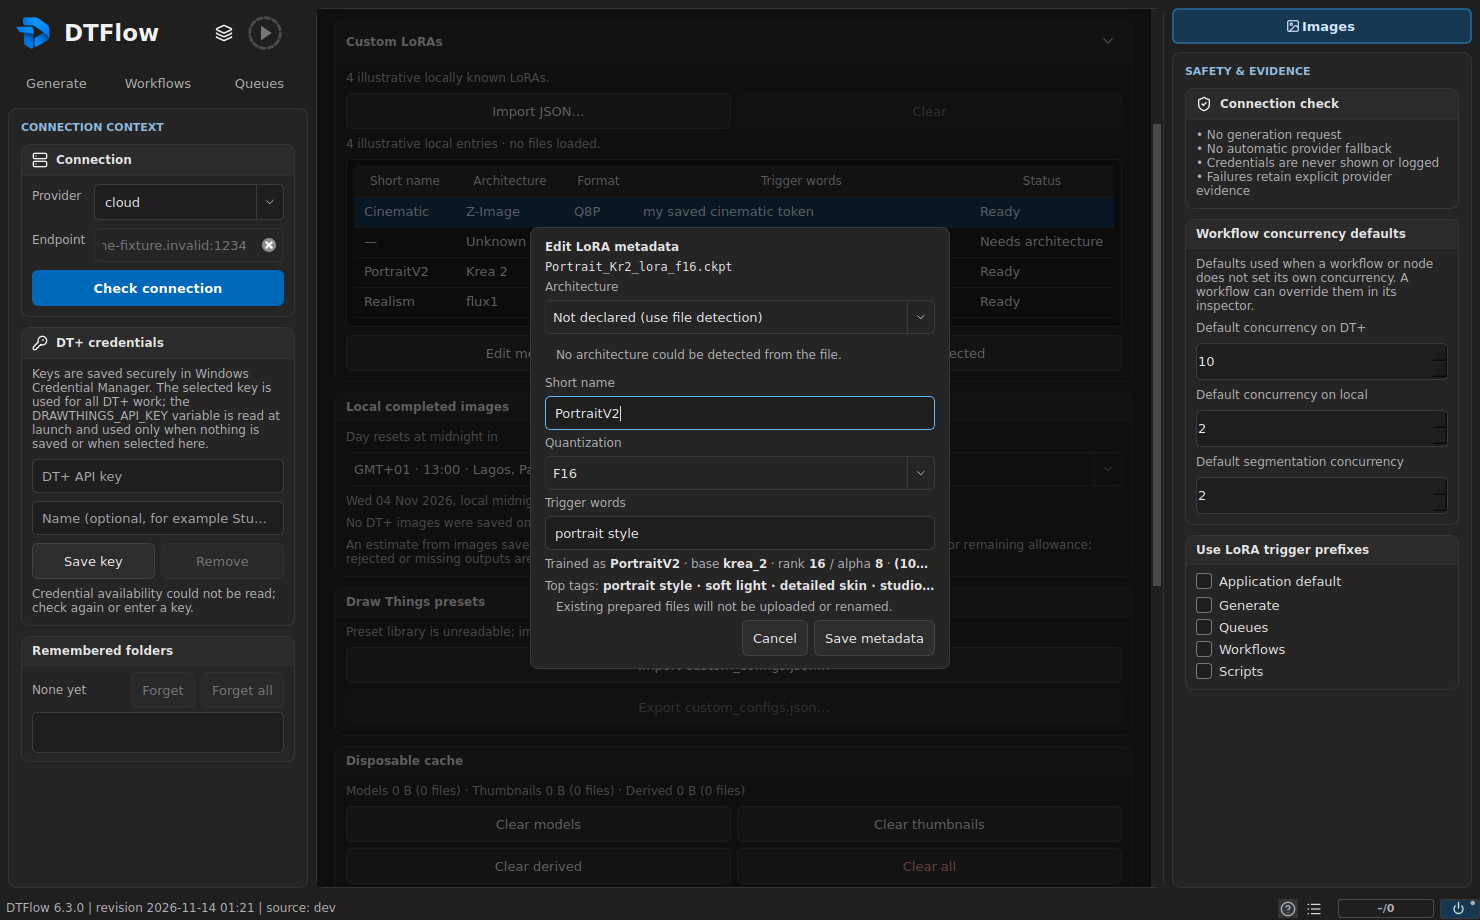 DTFlow
Generate
Workflows
Queues
CONNECTION CONTEXT
Connection
Provider
cloud
Endpoint
ne-fixture.invalid:1234
Check connection
DT+ credentials
Keys are saved securely in Windows
Credential Manager. The selected key is
used for all DT+ work; the
DRAWTHINGS_API_KEY variable is read at
launch and used only when nothing is
saved or when selected here.
DT+ API key
Name (optional, for example Stu...
Save key
Remove
Credential availability could not be read;
check again or enter a key.
Remembered folders
None yet
Forget
Forget all
Custom LoRAs
4 illustrative locally known LoRAs.
Import JSON...
Clear
4 illustrative local entries · no files loaded.
Short name Architecture Format Trigger words Status
Cinematic Z-Image Q8P my saved cinematic token Ready
— Unknown Needs architecture
PortraitV2 Krea 2 Ready
Realism flux1 Ready
Edit me
ected
Local completed images
Day resets at midnight in
GMT+01 · 13:00 · Lagos, Pa
Wed 04 Nov 2026, local midnig
No DT+ images were saved on
An estimate from images save
or remaining allowance;
rejected or missing outputs are
Draw Things presets
Preset library is unreadable; im
Import custom_configs.json...
Export custom_configs.json...
Disposable cache
Models 0 B (0 files) · Thumbnails 0 B (0 files) · Derived 0 B (0 files)
Clear models
Clear thumbnails
Clear derived
Clear all
Edit LoRA metadata
Portrait_Kr2_lora_f16.ckpt
Architecture
Not declared (use file detection)
No architecture could be detected from the file.
Short name
PortraitV2
Quantization
F16
Trigger words
portrait style
Trained as PortraitV2 · base krea_2 · rank 16 / alpha 8 · (10...
Top tags: portrait style · soft light · detailed skin · studio...
Existing prepared files will not be uploaded or renamed.
Cancel
Save metadata
Images
SAFETY & EVIDENCE
Connection check
• No generation request
• No automatic provider fallback
• Credentials are never shown or logged
• Failures retain explicit provider
evidence
Workflow concurrency defaults
Defaults used when a workflow or node
does not set its own concurrency. A
workflow can override them in its
inspector.
Default concurrency on DT+
10
Default concurrency on local
2
Default segmentation concurrency
2
Use LoRA trigger prefixes
Application default
Generate
Queues
Workflows
Scripts
DTFlow 6.3.0 | revision 2026-11-14 01:21 | source: dev
–/0